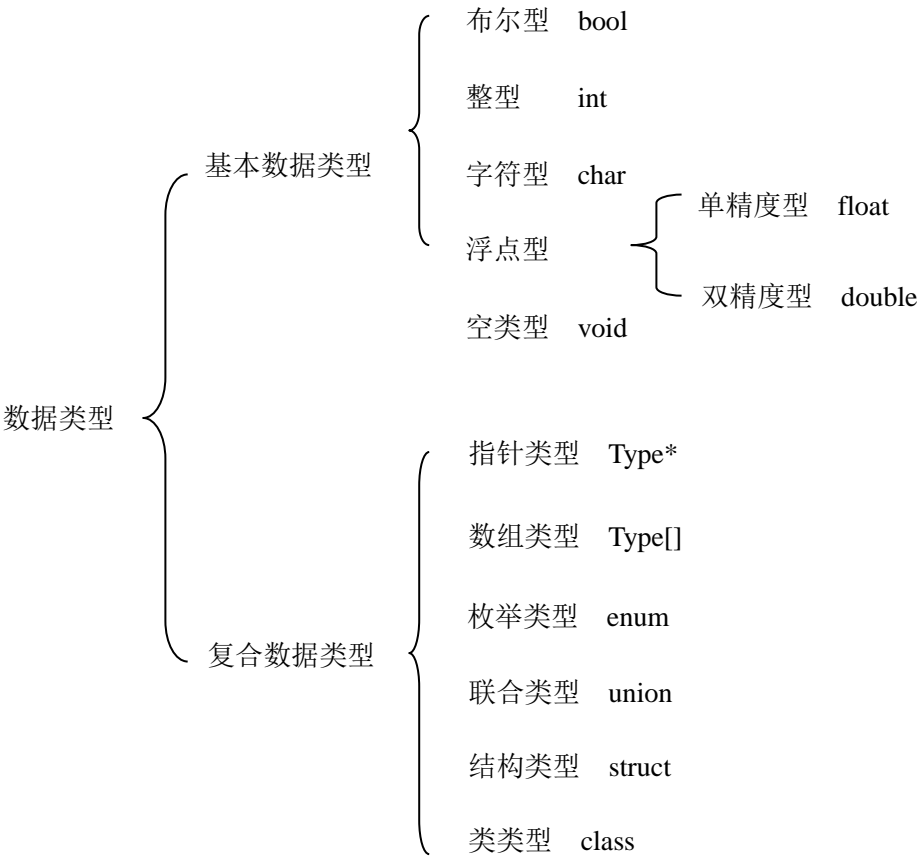 布尔型 bool
整型 int
基本数据类型
字符型 char
单精度型 float
浮点型
双精度型 double
空类型 void
数据类型
指针类型 Type*
数组类型 Type[]
枚举类型 enum
复合数据类型
联合类型 union
结构类型 struct
类类型 class